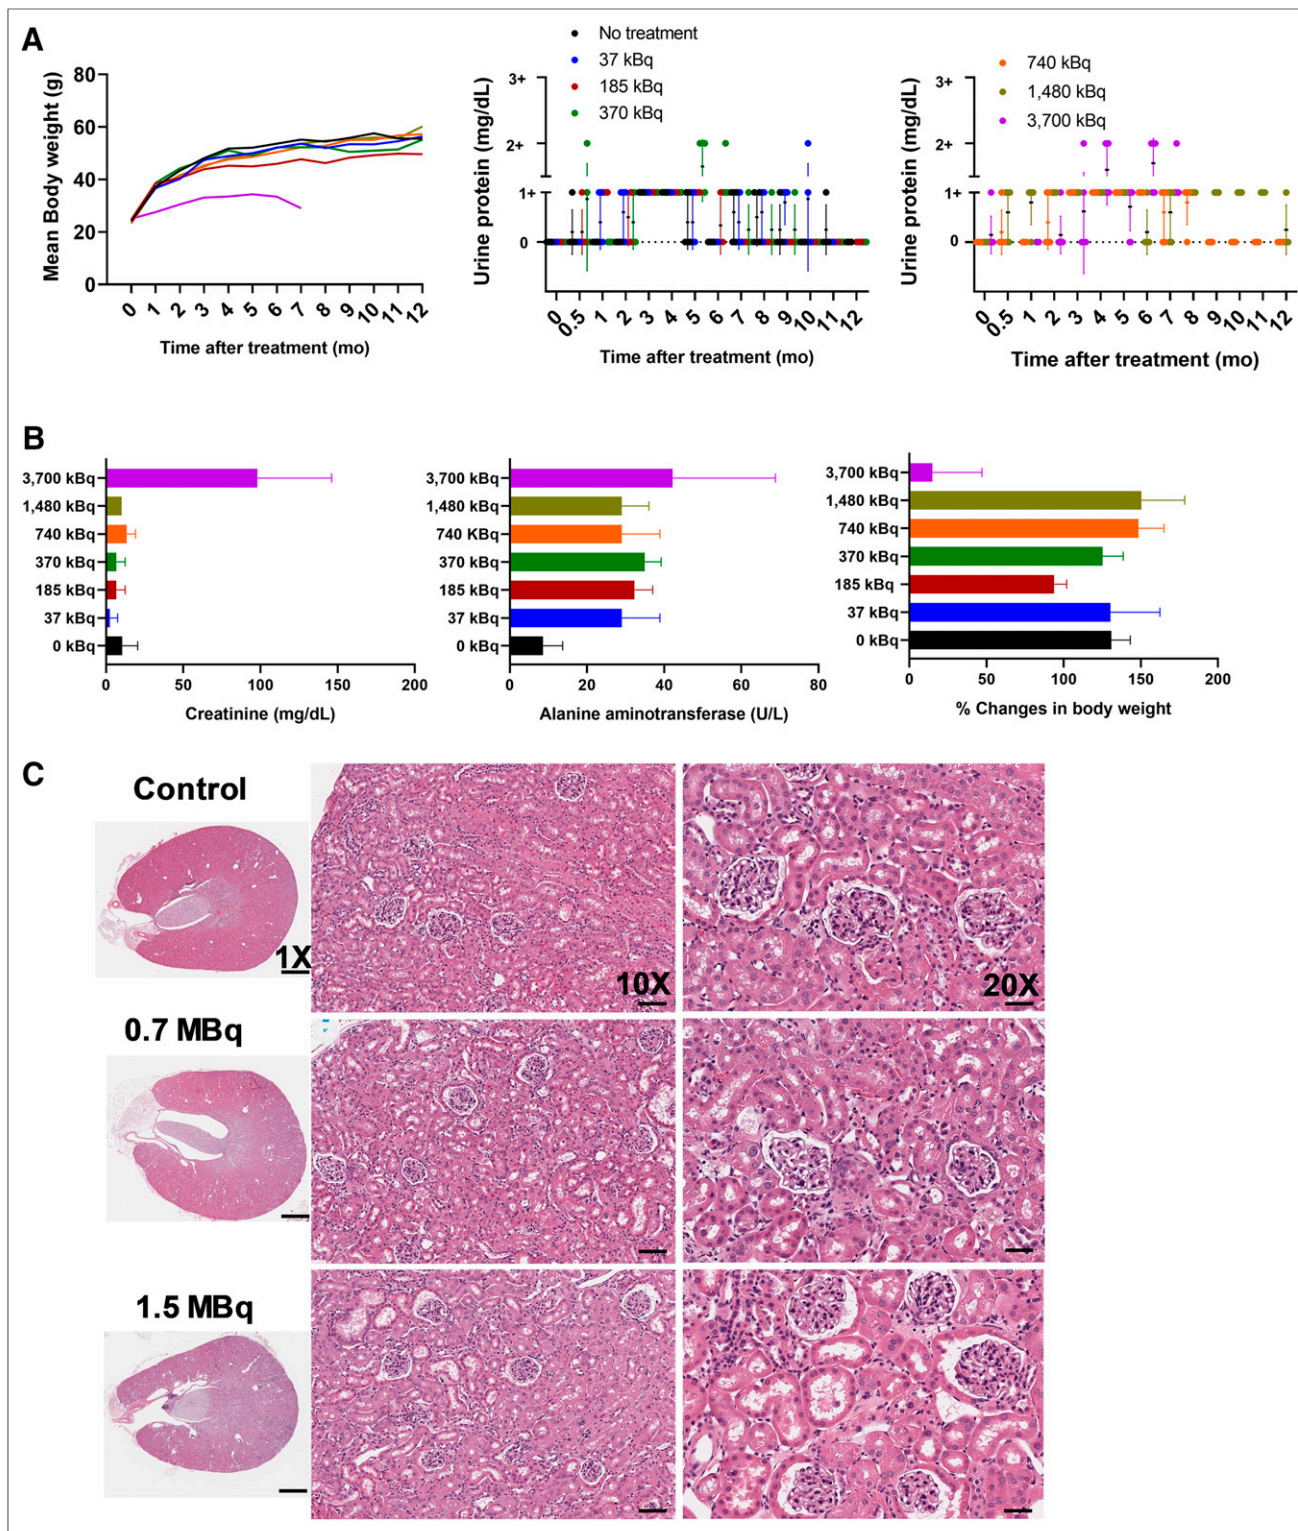 A
Mean Body weight (g)
80
60
40
20
0
0 1 2 3 4 5 6 7 8 9 10 11 12
Time after treatment (mo)
No treatment
37 kBq
185 kBq
370 kBq
Urine protein (mg/dL)
3+
2+
1+
0
0 0.5 1 2 3 4 5 6 7 8 9 10 11 12
Time after treatment (mo)
740 kBq
1,480 kBq
3,700 kBq
Urine protein (mg/dL)
3+
2+
1+
0
0 0.5 1 2 3 4 5 6 7 8 9 10 11 12
Time after treatment (mo)
B
3,700 kBq
1,480 kBq
740 kBq
370 kBq
185 kBq
37 kBq
0 kBq
0 50 100 150 200
Creatinine (mg/dL)
3,700 kBq
1,480 kBq
740 KBq
370 kBq
185 kBq
37 kBq
0 kBq
0 20 40 60 80
Alanine aminotransferase (U/L)
3,700 kBq
1,480 kBq
740 kBq
370 kBq
185 kBq
37 kBq
0 kBq
0 50 100 150 200
% Changes in body weight
C
Control
1X
10X
20X
0.7 MBq
1.5 MBq